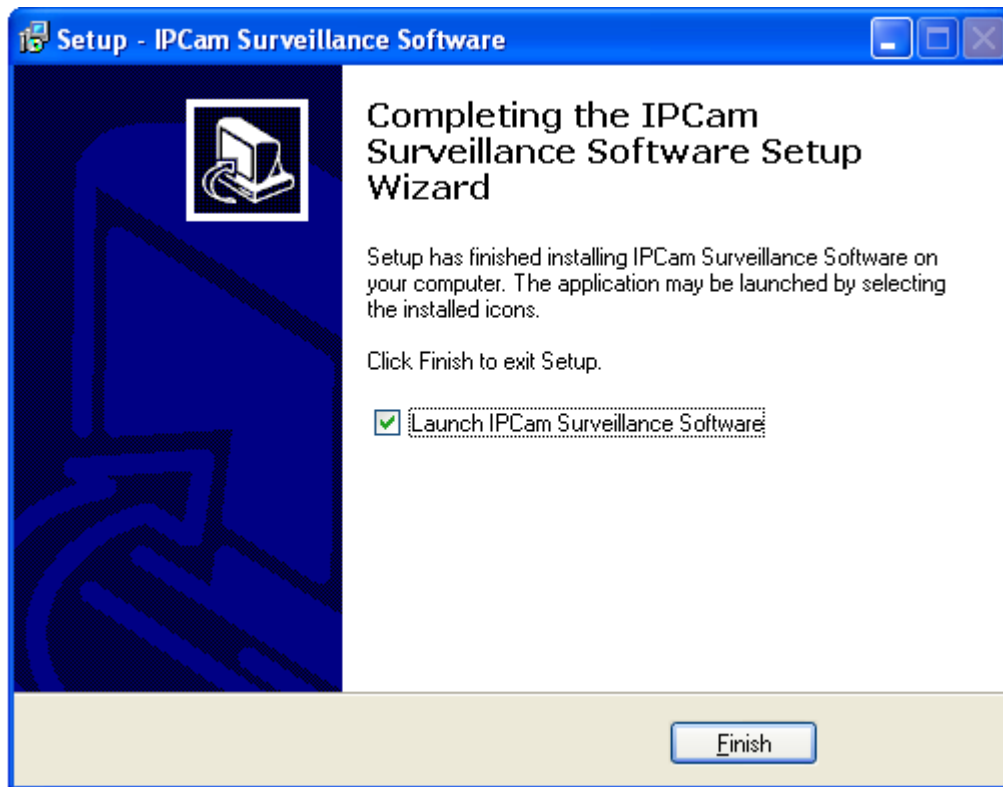 Setup - IPCam Surveillance Software
Completing the IPCam
Surveillance Software Setup
Wizard
Setup has finished installing IPCam Surveillance Software on
your computer. The application may be launched by selecting
the installed icons.
Click Finish to exit Setup.
Launch IPCam Surveillance Software
Finish